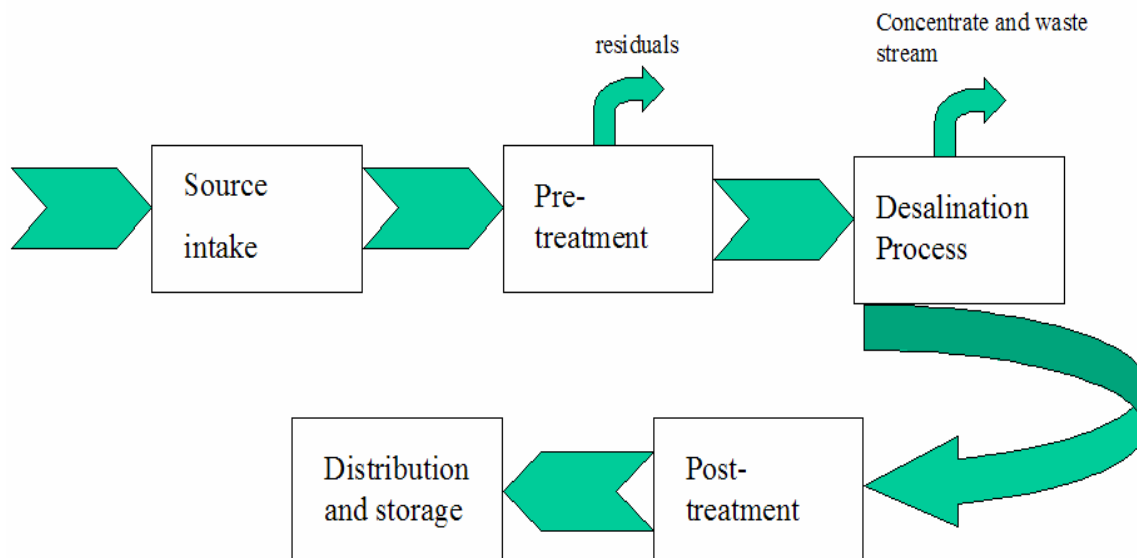 residuals
Concentrate and waste
stream
Source
intake
Pre-
treatment
Desalination
Process
Distribution
and storage
Post-
treatment